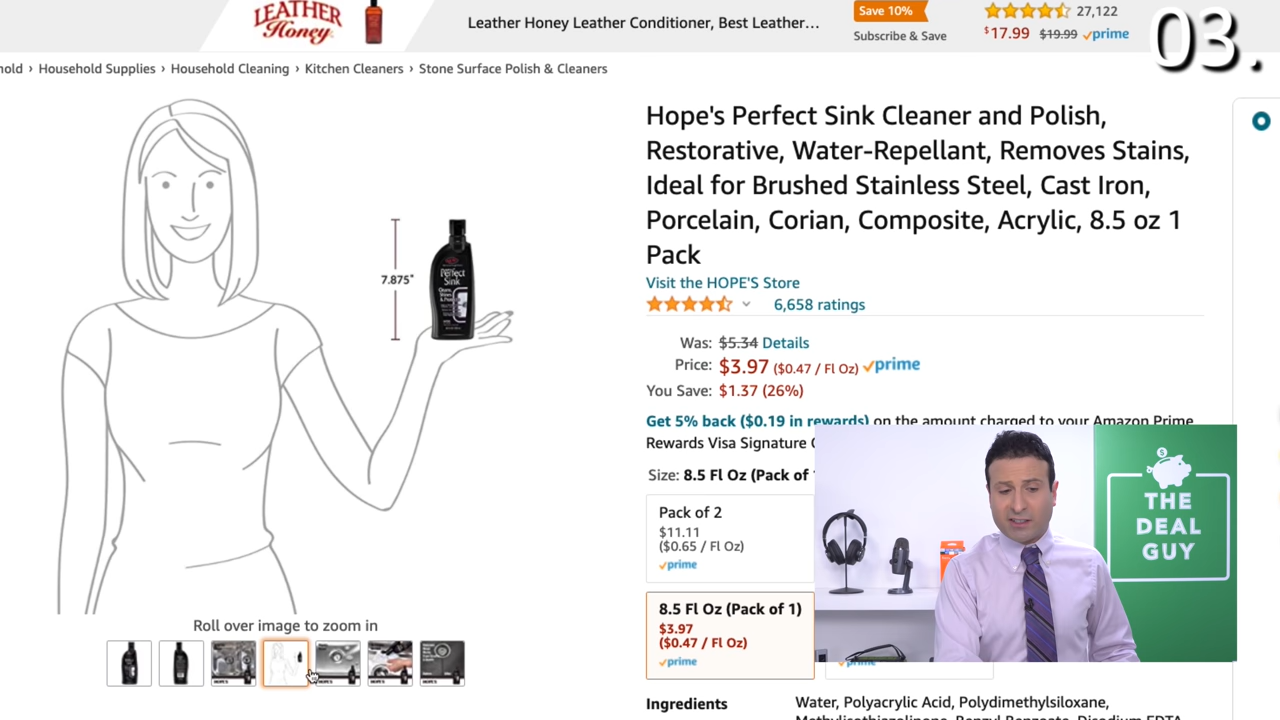 LEATHER
Honey
Leather Honey Leather Conditioner, Best Leather…
Save 10%
Subscribe & Save
27,122
$17.99 $19.99 prime
03.
hold › Household Supplies › Household Cleaning › Kitchen Cleaners › Stone Surface Polish & Cleaners
7.875"
Perfect
Sink
Roll over image to zoom in
Hope's Perfect Sink Cleaner and Polish,
Restorative, Water-Repellant, Removes Stains,
Ideal for Brushed Stainless Steel, Cast Iron,
Porcelain, Corian, Composite, Acrylic, 8.5 oz 1
Pack
Visit the HOPE'S Store
6,658 ratings
Was: $5.34 Details
Price: $3.97 ($0.47 / Fl Oz) prime
You Save: $1.37 (26%)
Get 5% back ($0.19 in rewards) on the amount charged to your Amazon Prime
Rewards Visa Signature
Size: 8.5 Fl Oz (Pack of
Pack of 2
$11.11
($0.65 / Fl Oz)
prime
8.5 Fl Oz (Pack of 1)
$3.97
($0.47 / Fl Oz)
prime
prime
THE
DEAL
GUY
Ingredients
Water, Polyacrylic Acid, Polydimethylsiloxane,